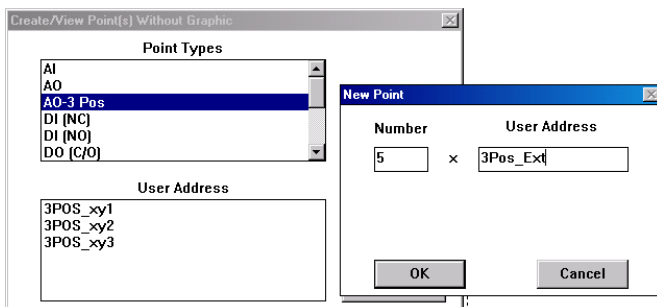 Create/View Point(s) Without Graphic
Point Types
AI
AO
AO-3 Pos
DI (NC)
DI (NO)
DO (C/O)
User Address
3POS_xy1
3POS_xy2
3POS_xy3
New Point
Number User Address
5 × 3Pos_Ext
OK Cancel